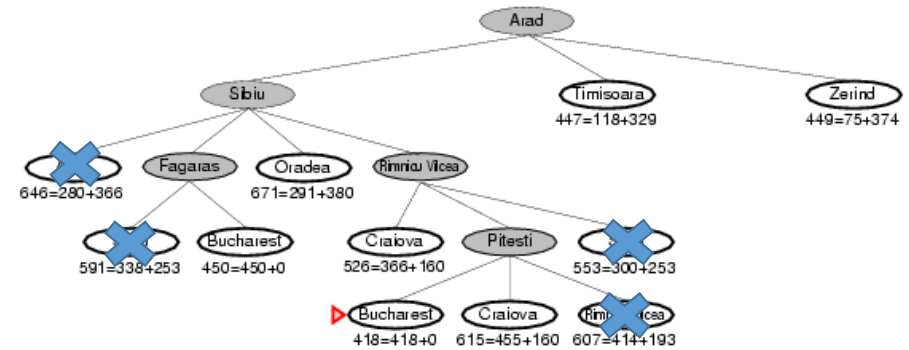 Arad
Sibiu
Timisoara
Zerind
447=118+329
449=75+374
Fagaras
Oradea
Rimnicu Vilcea
646=280+366
671=291+380
Bucharest
Craiova
Pitesti
591=338+253
450=450+0
526=366+160
553=300+253
Bucharest
Craiova
418=418+0
615=455+160
607=414+193